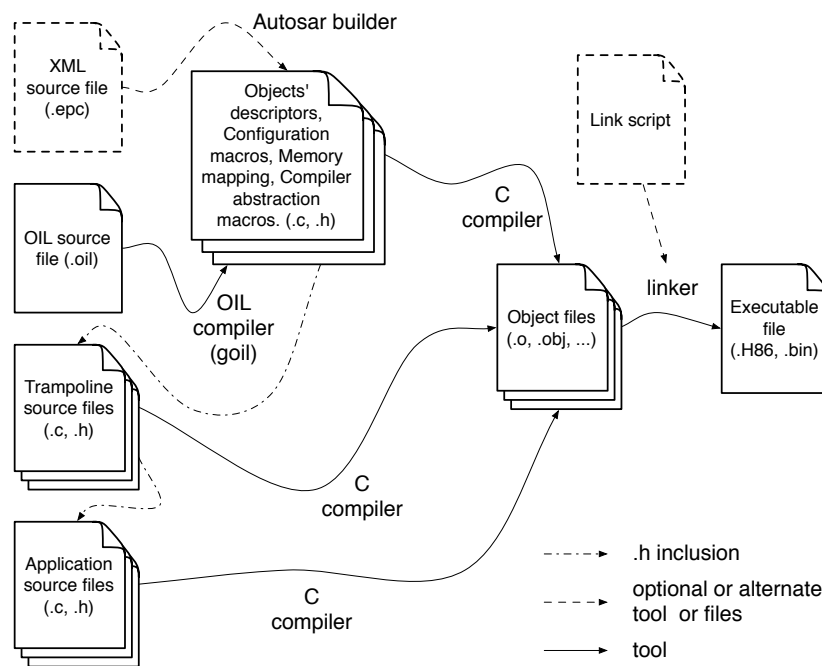 Autosar builder
XML
source file
(.epc)
Objects'
descriptors,
Configuration
macros, Memory
mapping, Compiler
abstraction
macros. (.c, .h)
Link script
C
compiler
OIL source
file (.oil)
OIL
compiler
(goil)
Object files
(.o, .obj, ...)
linker
Executable
file
(.H86, .bin)
Trampoline
source files
(.c, .h)
C
compiler
Application
source files
(.c, .h)
C
compiler
.h inclusion
optional or alternate
tool or files
tool